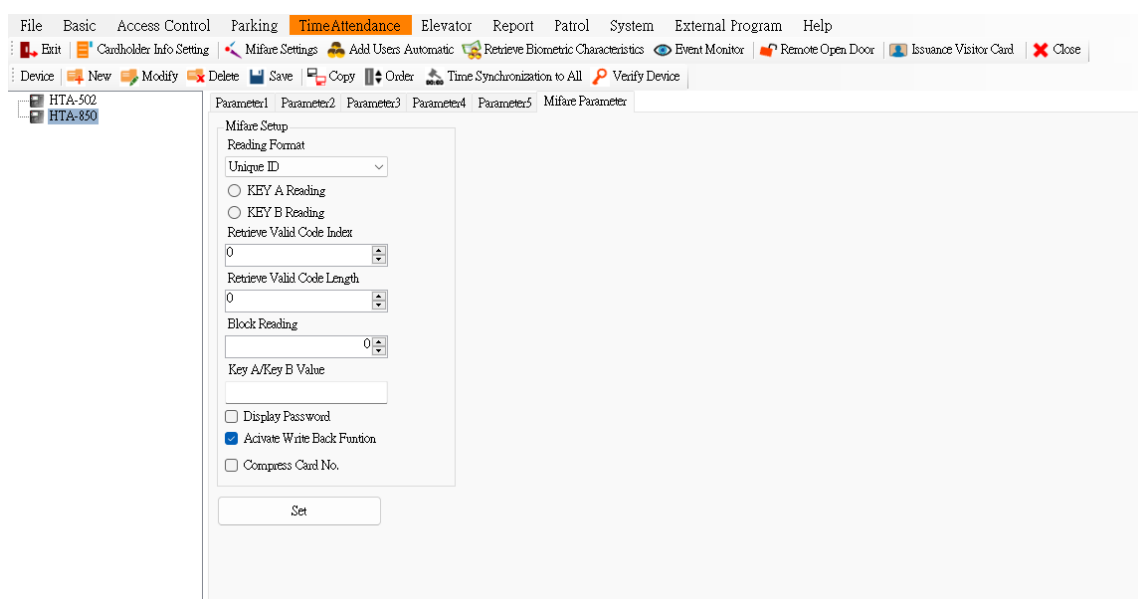 File Basic Access Control Parking TimeAttendance Elevator Report Patrol System External Program Help
Exit Cardholder Info Setting Mifare Settings Add Users Automatic Retrieve Biometric Characteristics Event Monitor Remote Open Door Issuance Visitor Card Close
Device New Modify Delete Save Copy Order Time Synchronization to All Verify Device
HTA-502
HTA-850
Parameter1 Parameter2 Parameter3 Parameter4 Parameter5 Mifare Parameter
Mifare Setup
Reading Format
Unique ID
KEY A Reading
KEY B Reading
Retrieve Valid Code Index
0
Retrieve Valid Code Length
0
Block Reading
0
Key A/Key B Value
Display Password
Acivate Write Back Funtion
Compress Card No.
Set